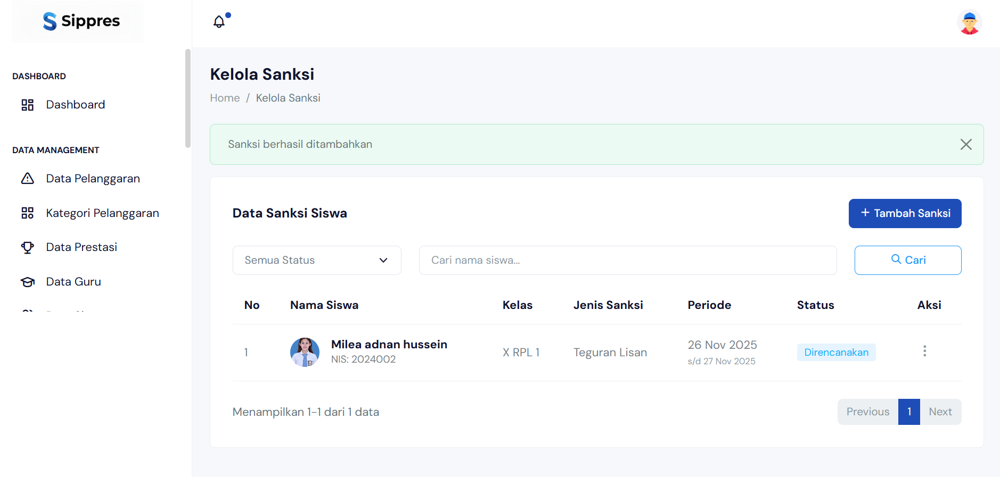 Sippres
DASHBOARD
Dashboard
DATA MANAGEMENT
Data Pelanggaran
Kategori Pelanggaran
Data Prestasi
Data Guru
Kelola Sanksi
Home / Kelola Sanksi
Sanksi berhasil ditambahkan
Data Sanksi Siswa
+ Tambah Sanksi
Semua Status
Cari nama siswa...
Cari
No Nama Siswa Kelas Jenis Sanksi Periode Status Aksi
1 Milea adnan hussein X RPL 1 Teguran Lisan 26 Nov 2025 Direncanakan
NIS: 2024002 s/d 27 Nov 2025
Menampilkan 1-1 dari 1 data
Previous 1 Next